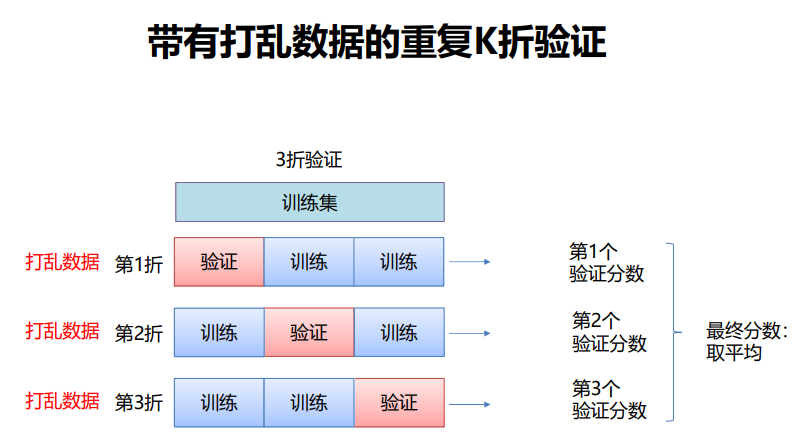 带有打乱数据的重复K折验证
3折验证
训练集
打乱数据 第1折 验证 训练 训练 第1个
验证分数
打乱数据 第2折 训练 验证 训练 第2个
验证分数
最终分数：
取平均
打乱数据 第3折 训练 训练 验证 第3个
验证分数